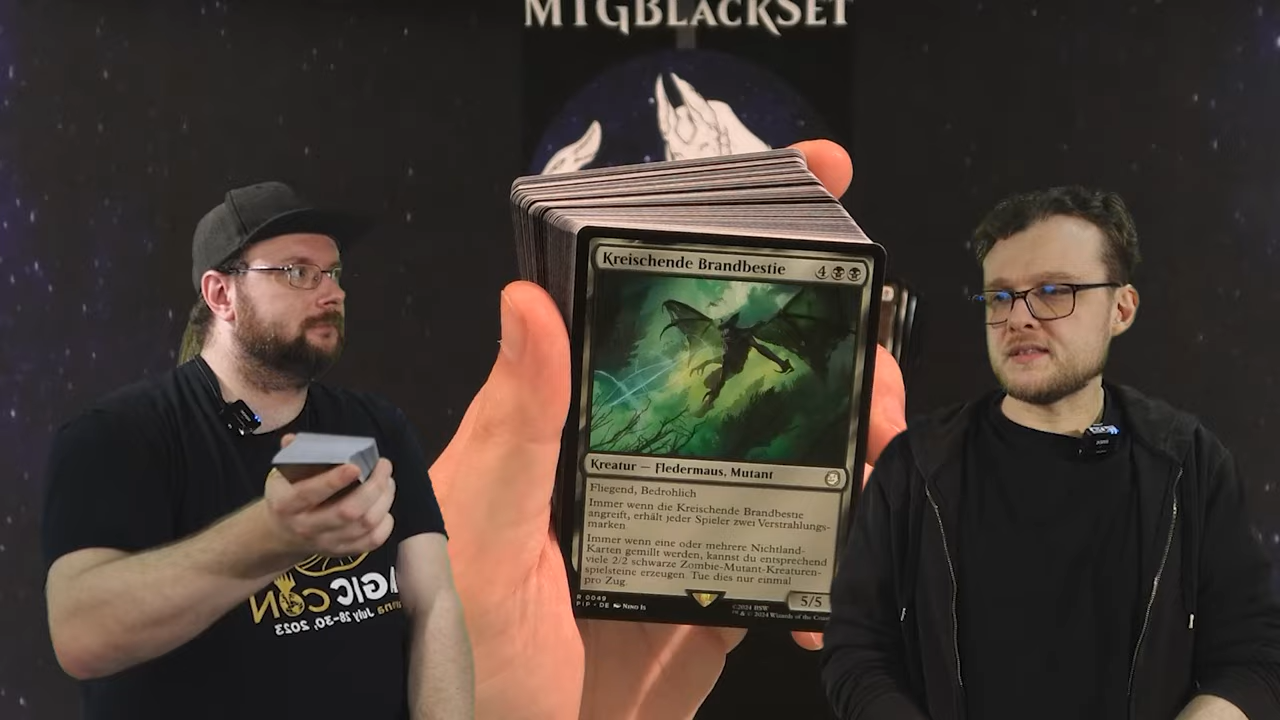 MTGBLACKSET
Kreischende Brandbestie 4
Kreatur — Fledermaus, Mutant
Fliegend, Bedrohlich
Immer wenn die Kreischende Brandbestie
angreift, erhält jeder Spieler zwei Verstrahlungs-
marken
Immer wenn eine oder mehrere Nichtland-
Karten gemillt werden, kannst du entsprechend
viele 2/2 schwarze Zombie-Mutant-Kreaturen-
spielsteine erzeugen. Tue dies nur einmal
pro Zug.
5/5
R 0049
PIP • DE Nino Is
©2024 BSW
™ & © 2024 Wizards of the Coast
MAGIC CON
July 28-30, 2023